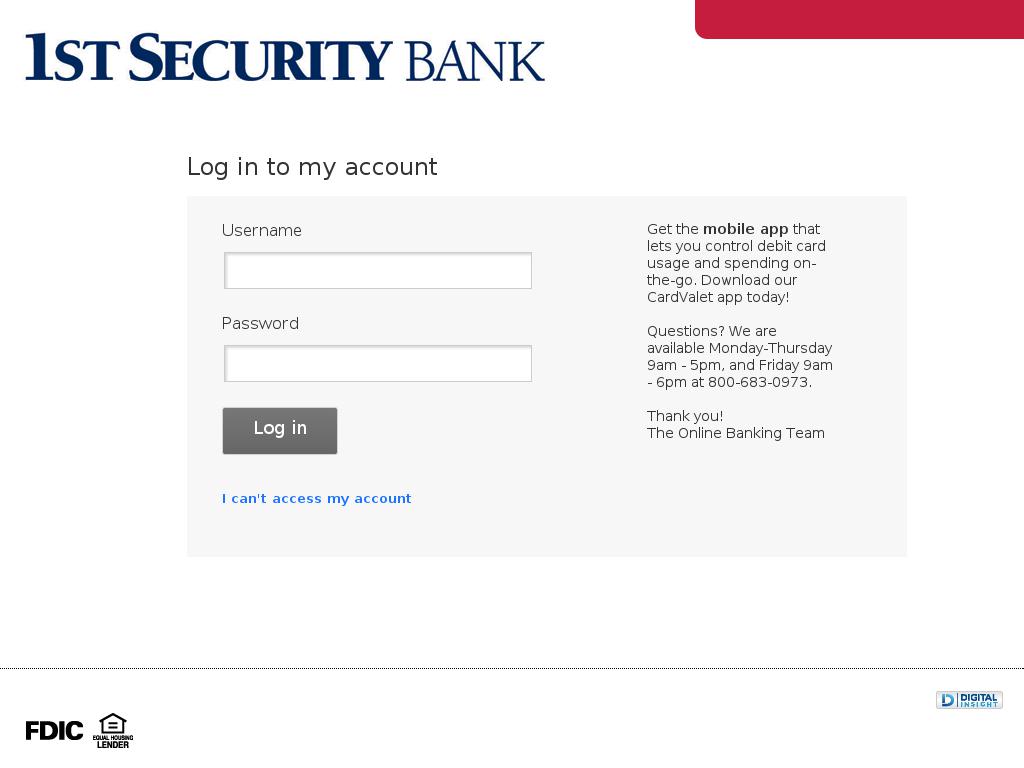 1ST SECURITY BANK
Log in to my account
Username
Password
Log in
I can't access my account
Get the mobile app that
lets you control debit card
usage and spending on-
the-go. Download our
CardValet app today!
Questions? We are
available Monday-Thursday
9am - 5pm, and Friday 9am
- 6pm at 800-683-0973.
Thank you!
The Online Banking Team
DIGITAL
INSIGHT
FDIC
EQUAL HOUSING
LENDER